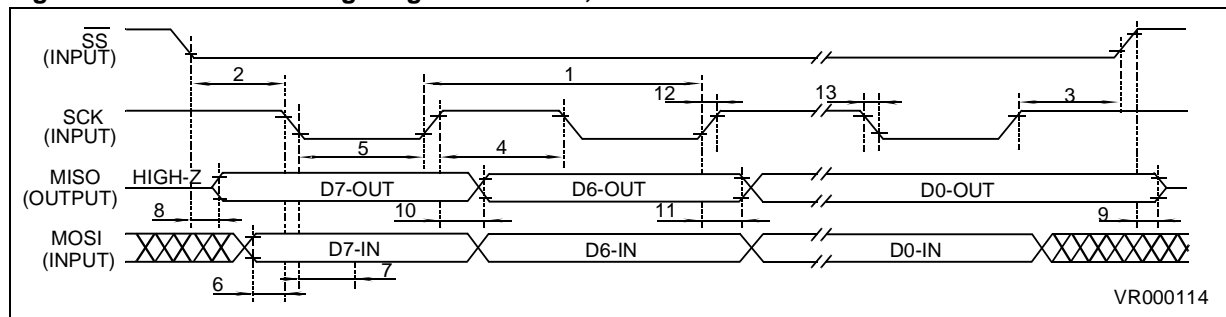 SS
(INPUT)
2
1
12
13
3
SCK
(INPUT)
5
4
MISO
(OUTPUT)
HIGH-Z
D7-OUT
D6-OUT
D0-OUT
8
10
11
9
MOSI
(INPUT)
D7-IN
D6-IN
D0-IN
6
7
VR000114